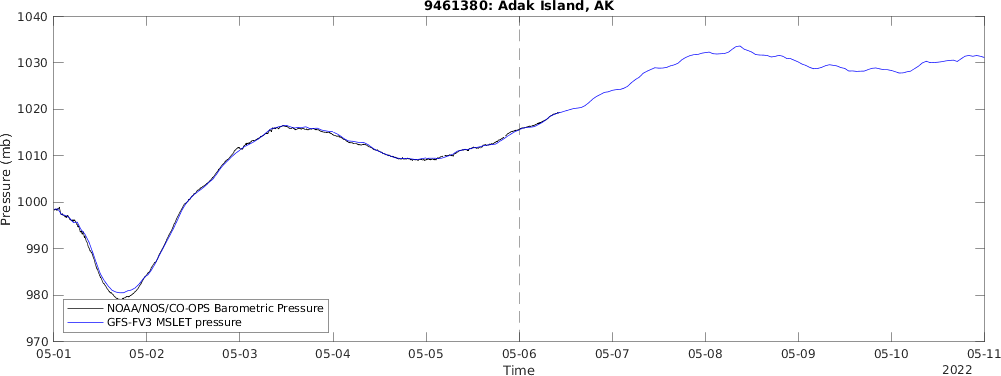 9461380: Adak Island, AK
1040
1030
1020
1010
1000
990
980
970
Pressure (mb)
NOAA/NOS/CO-OPS Barometric Pressure
GFS-FV3 MSLET pressure
05-01 05-02 05-03 05-04 05-05 05-06 05-07 05-08 05-09 05-10 05-11
Time
2022